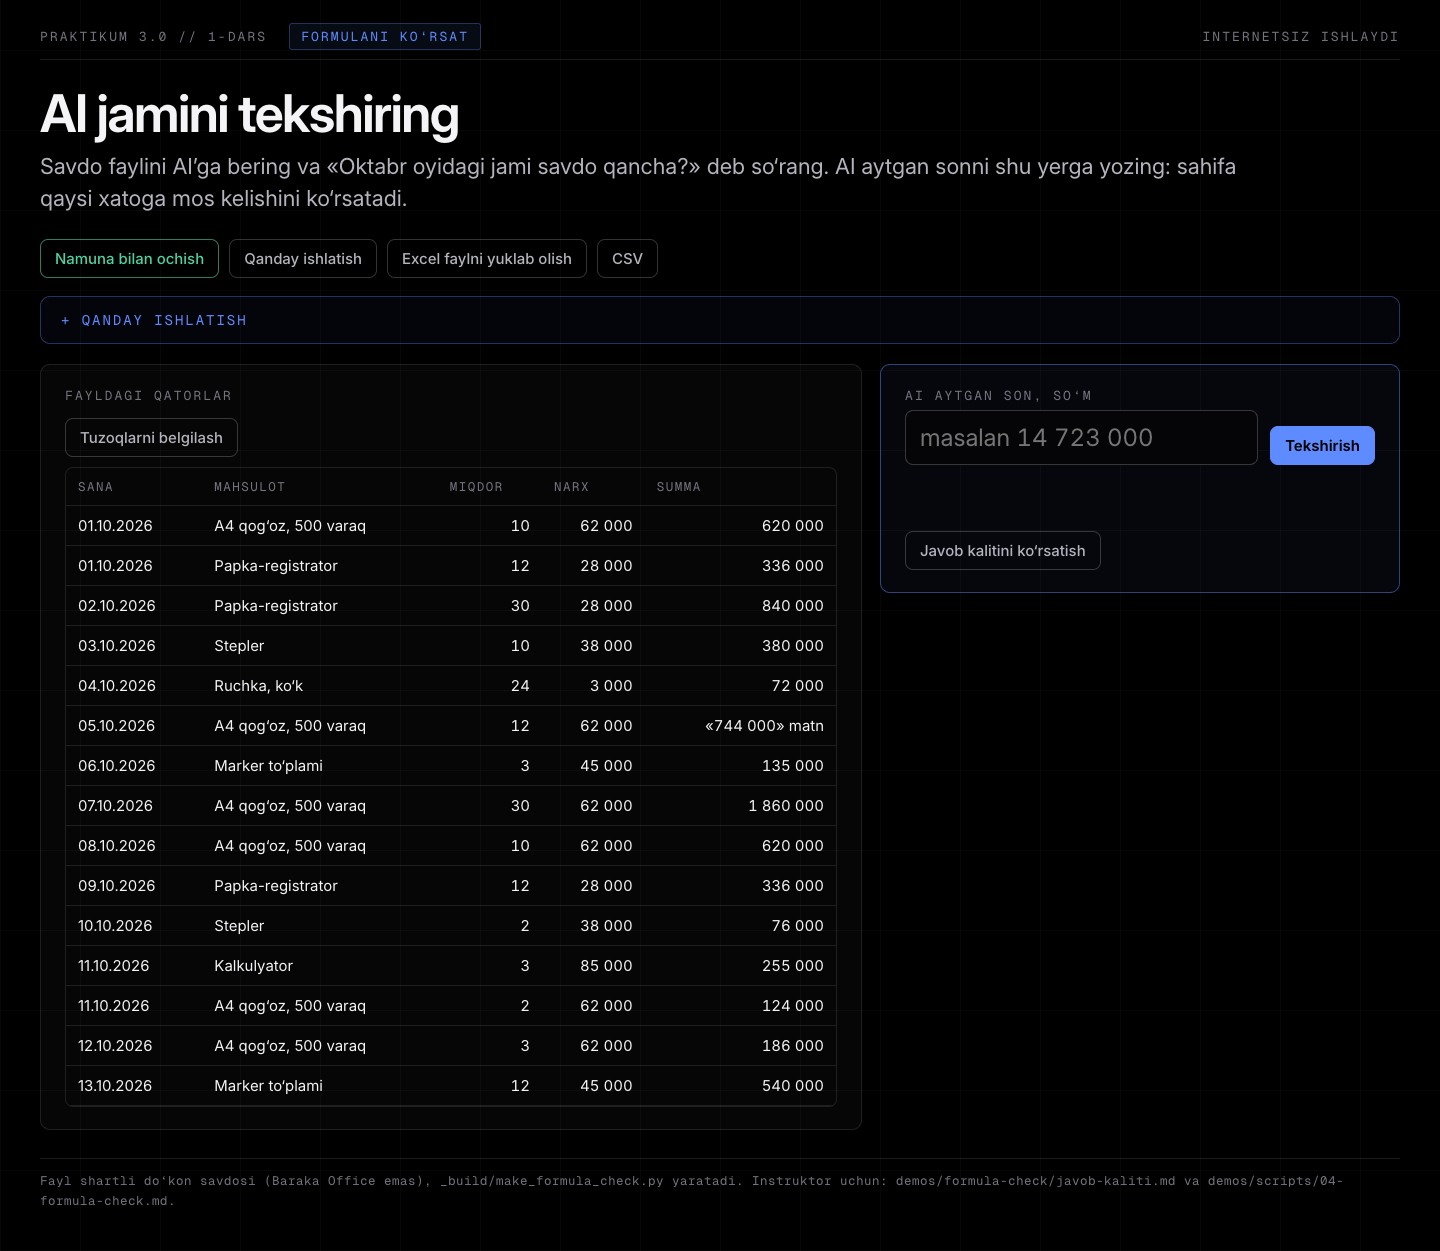 PRAKTIKUM 3.0 // 1-DARS
FORMULANI KO‘RSAT
INTERNETSIZ ISHLAYDI
AI jamini tekshiring
Savdo faylini AI’ga bering va «Oktabr oyidagi jami savdo qancha?» deb so‘rang. AI aytgan sonni shu yerga yozing: sahifa
qaysi xatoga mos kelishini ko‘rsatadi.
Namuna bilan ochish
Qanday ishlatish
Excel faylni yuklab olish
CSV
+ QANDAY ISHLATISH
FAYLDAGI QATORLAR
Tuzoqlarni belgilash
SANA MAHSULOT MIQDOR NARX SUMMA
01.10.2026 A4 qog‘oz, 500 varaq 10 62 000 620 000
01.10.2026 Papka-registrator 12 28 000 336 000
02.10.2026 Papka-registrator 30 28 000 840 000
03.10.2026 Stepler 10 38 000 380 000
04.10.2026 Ruchka, ko‘k 24 3 000 72 000
05.10.2026 A4 qog‘oz, 500 varaq 12 62 000 «744 000» matn
06.10.2026 Marker to‘plami 3 45 000 135 000
07.10.2026 A4 qog‘oz, 500 varaq 30 62 000 1 860 000
08.10.2026 A4 qog‘oz, 500 varaq 10 62 000 620 000
09.10.2026 Papka-registrator 12 28 000 336 000
10.10.2026 Stepler 2 38 000 76 000
11.10.2026 Kalkulyator 3 85 000 255 000
11.10.2026 A4 qog‘oz, 500 varaq 2 62 000 124 000
12.10.2026 A4 qog‘oz, 500 varaq 3 62 000 186 000
13.10.2026 Marker to‘plami 12 45 000 540 000
AI AYTGAN SON, SO‘M
masalan 14 723 000
Tekshirish
Javob kalitini ko‘rsatish
Fayl shartli do'kon savdosi (Baraka Office emas), _build/make_formula_check.py yaratadi. Instruktor uchun: demos/formula-check/javob-kaliti.md va demos/scripts/04-
formula-check.md.